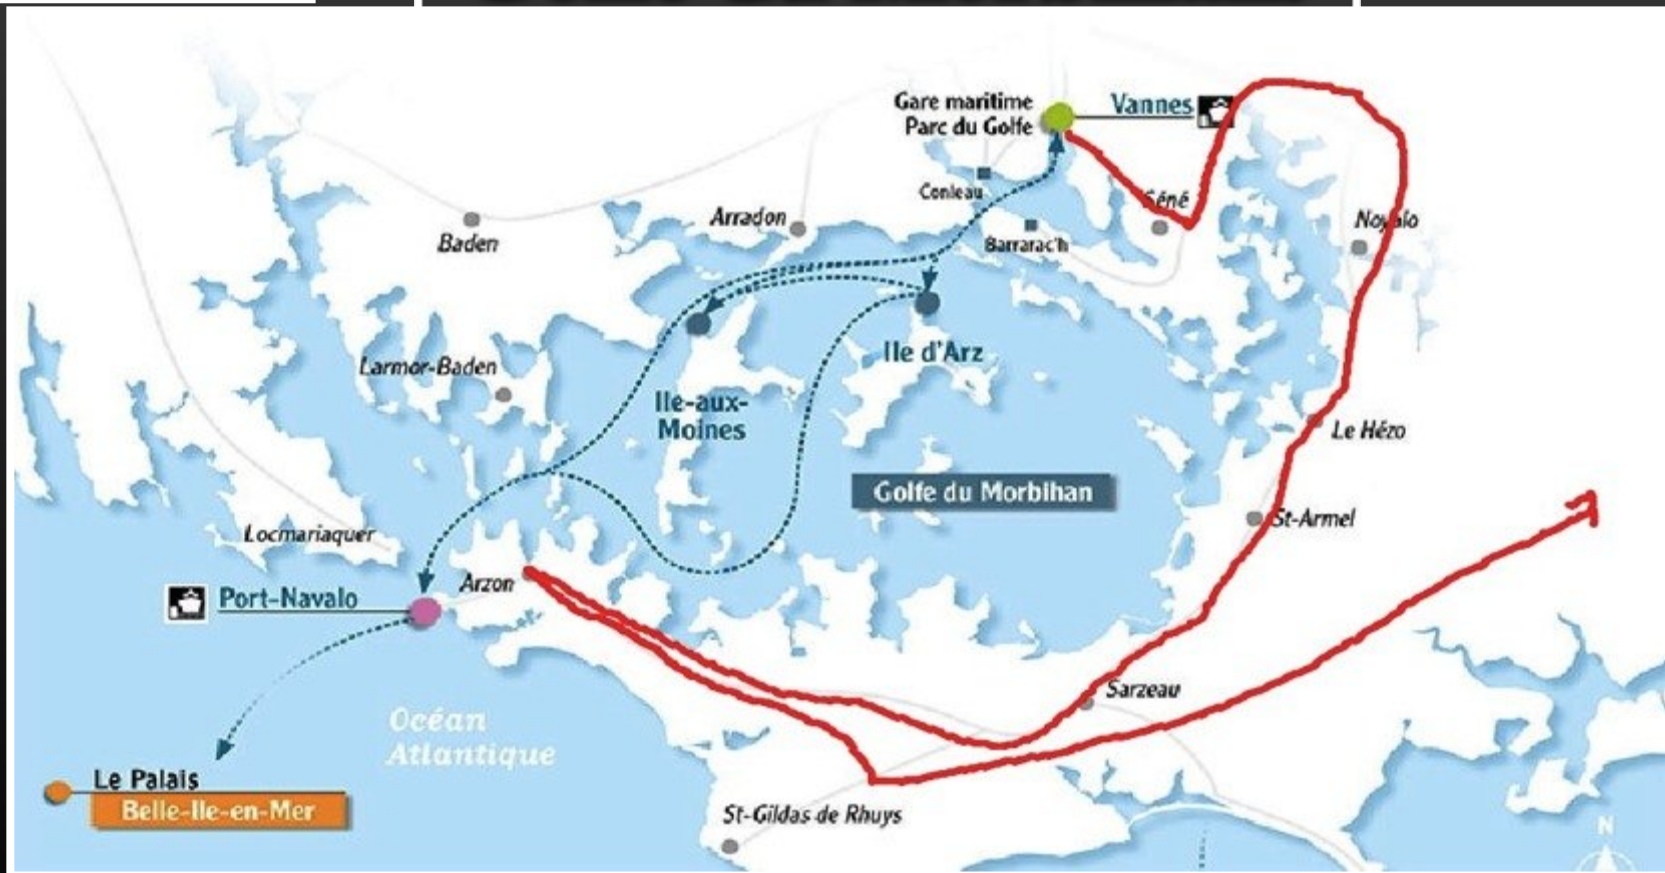 Gare maritime
Parc du Golfe
Vannes
Conleau
Séné
Arradon
Barrarac'h
Noyalo
Baden
Ile d'Arz
Larmor-Baden
Ile-aux-
Moines
Le Hézo
Golfe du Morbihan
St-Armel
Locmariaquer
Arzon
Port-Navalo
Sarzeau
Océan
Atlantique
Le Palais
Belle-Ile-en-Mer
St-Gildas de Rhuys
N